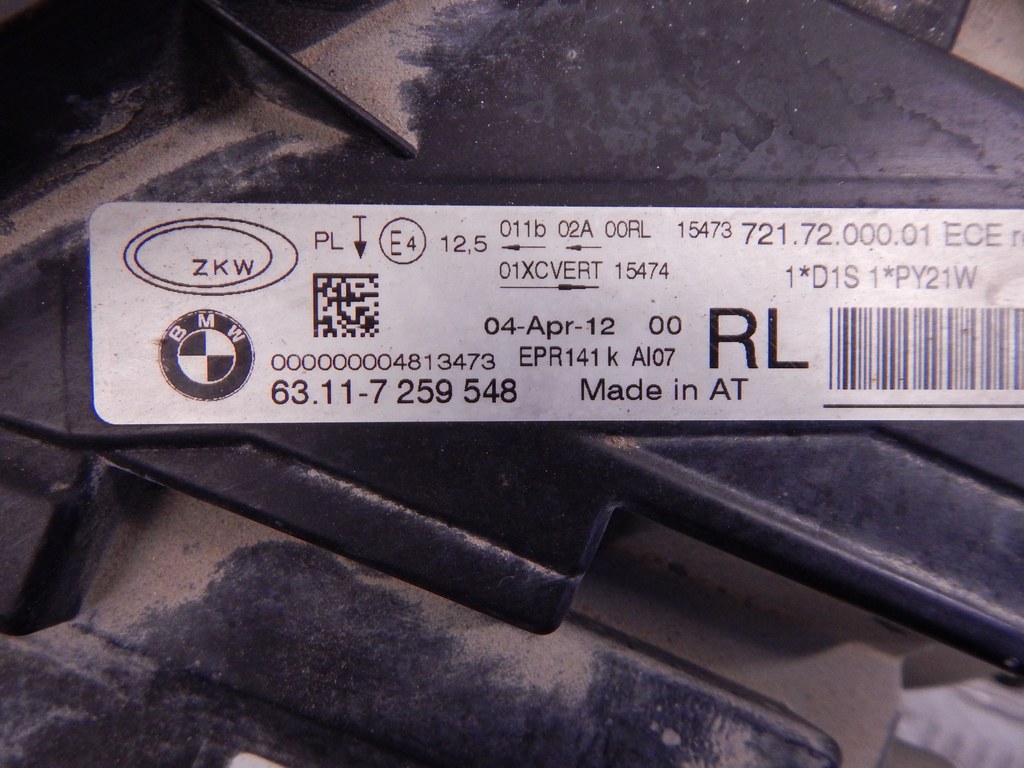 ZKW
PL E4 12,5
011b 02A 00RL 15473 721.72.000.01 ECE
01XCVERT 15474 1*D1S 1*PY21W
04-Apr-12 00 RL
BMW
000000004813473 EPR141 k AI07
63.11-7 259 548 Made in AT